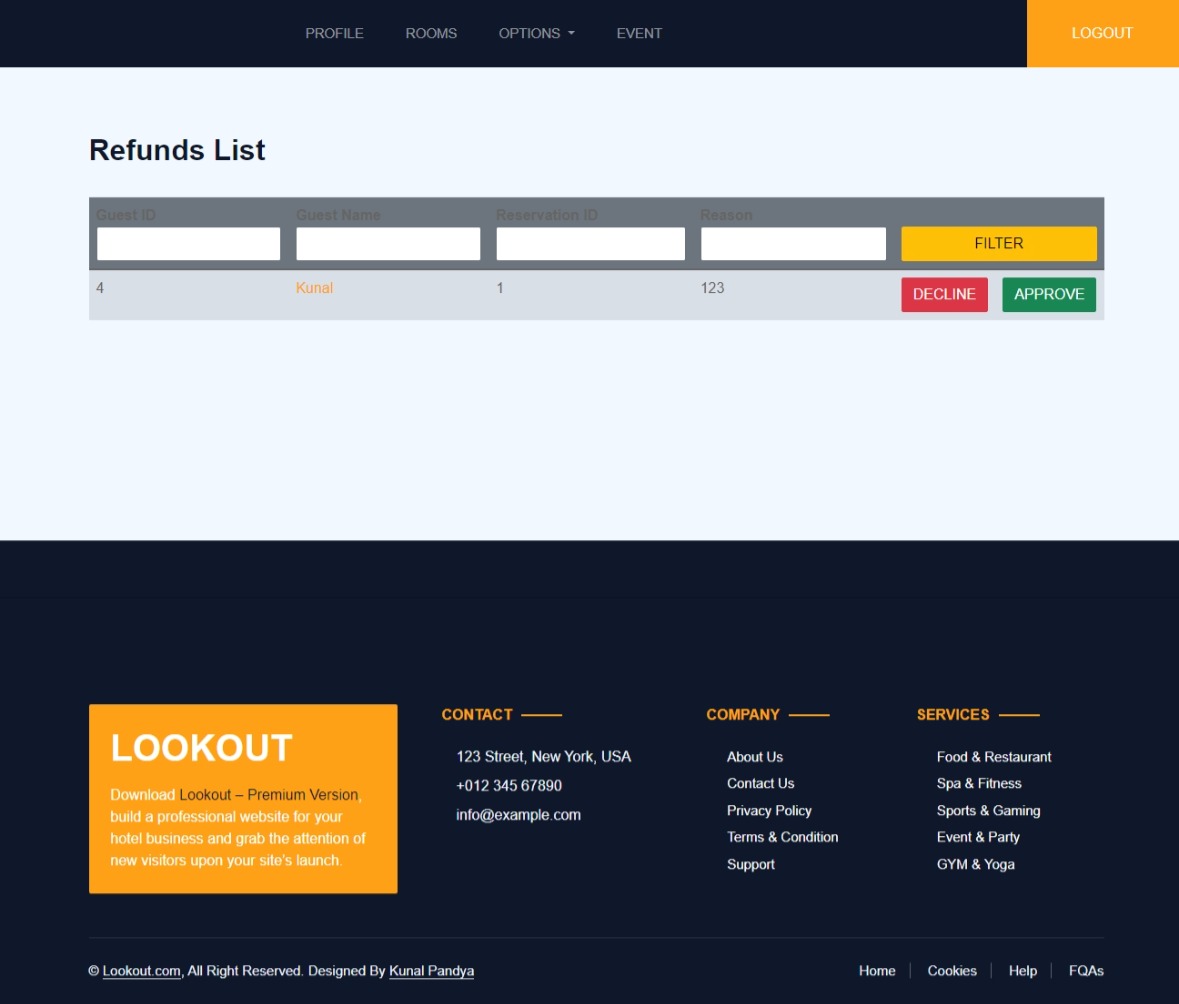 PROFILE ROOMS OPTIONS EVENT LOGOUT
Refunds List
Guest ID Guest Name Reservation ID Reason
FILTER
4 Kunal 1 123 DECLINE APPROVE
LOOKOUT
Download Lookout – Premium Version,
build a professional website for your
hotel business and grab the attention of
new visitors upon your site’s launch.
CONTACT
123 Street, New York, USA
+012 345 67890
info@example.com
COMPANY
About Us
Contact Us
Privacy Policy
Terms & Condition
Support
SERVICES
Food & Restaurant
Spa & Fitness
Sports & Gaming
Event & Party
GYM & Yoga
© Lookout.com, All Right Reserved. Designed By Kunal Pandya
Home Cookies Help FQAs